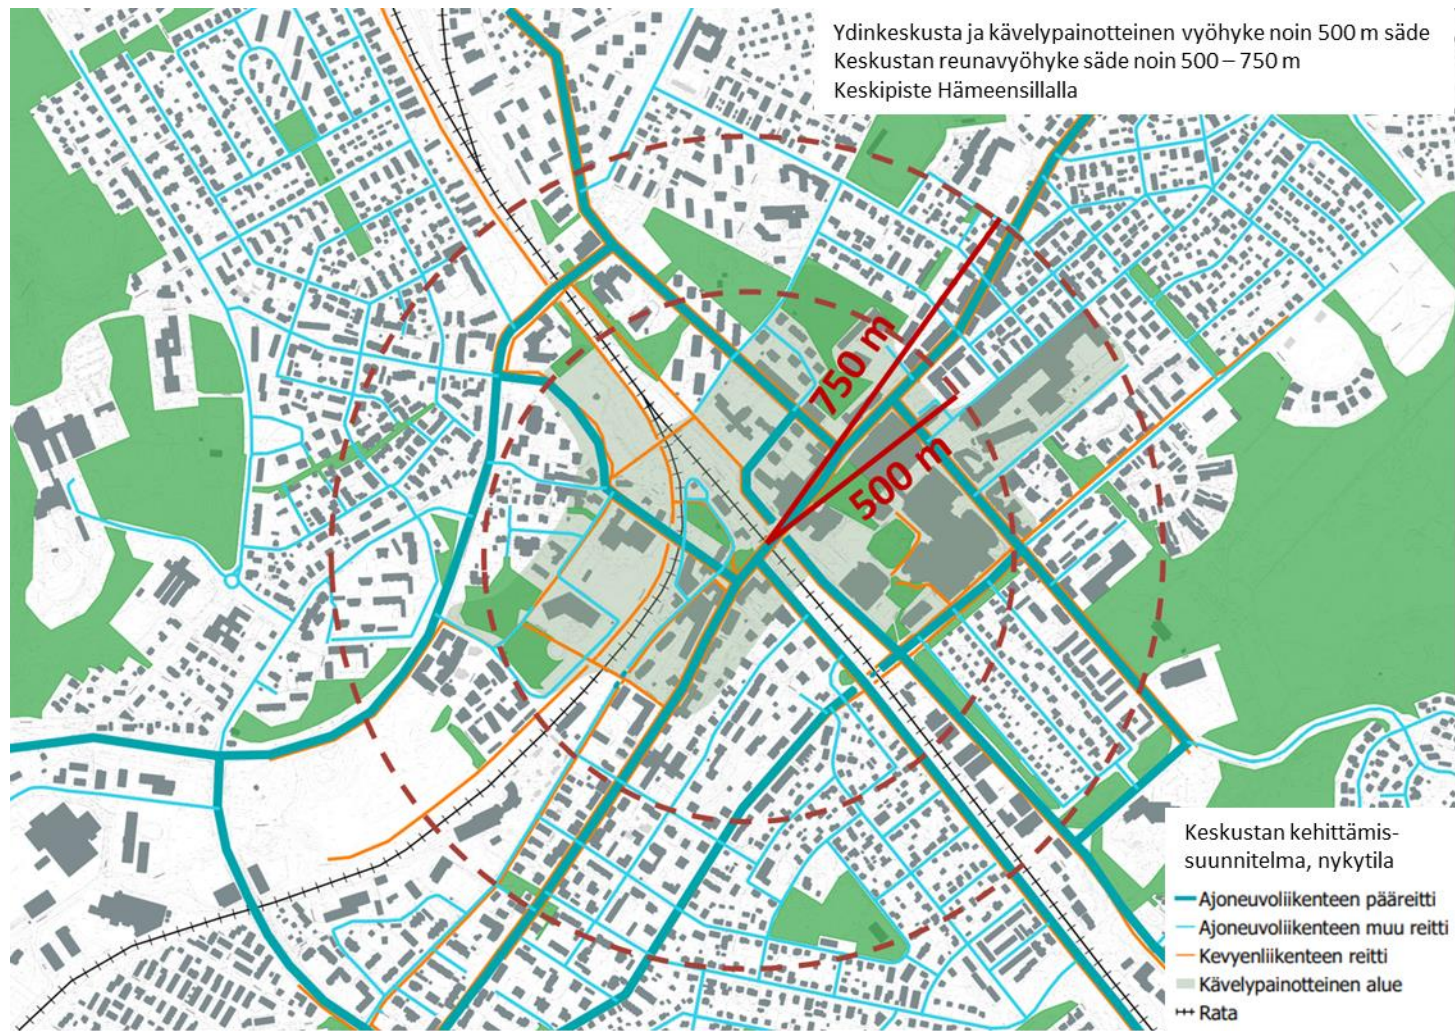 Ydinkeskusta ja kävelypainotteinen vyöhyke noin 500 m säde
Keskustan reunavyöhyke säde noin 500 – 750 m
Keskipiste Hämeensillalla
750 m
500 m
Keskustan kehittämis-
suunnitelma, nykytila
Ajoneuvoliikenteen pääreitti
Ajoneuvoliikenteen muu reitti
Kevyenliikenteen reitti
Kävelypainotteinen alue
Rata